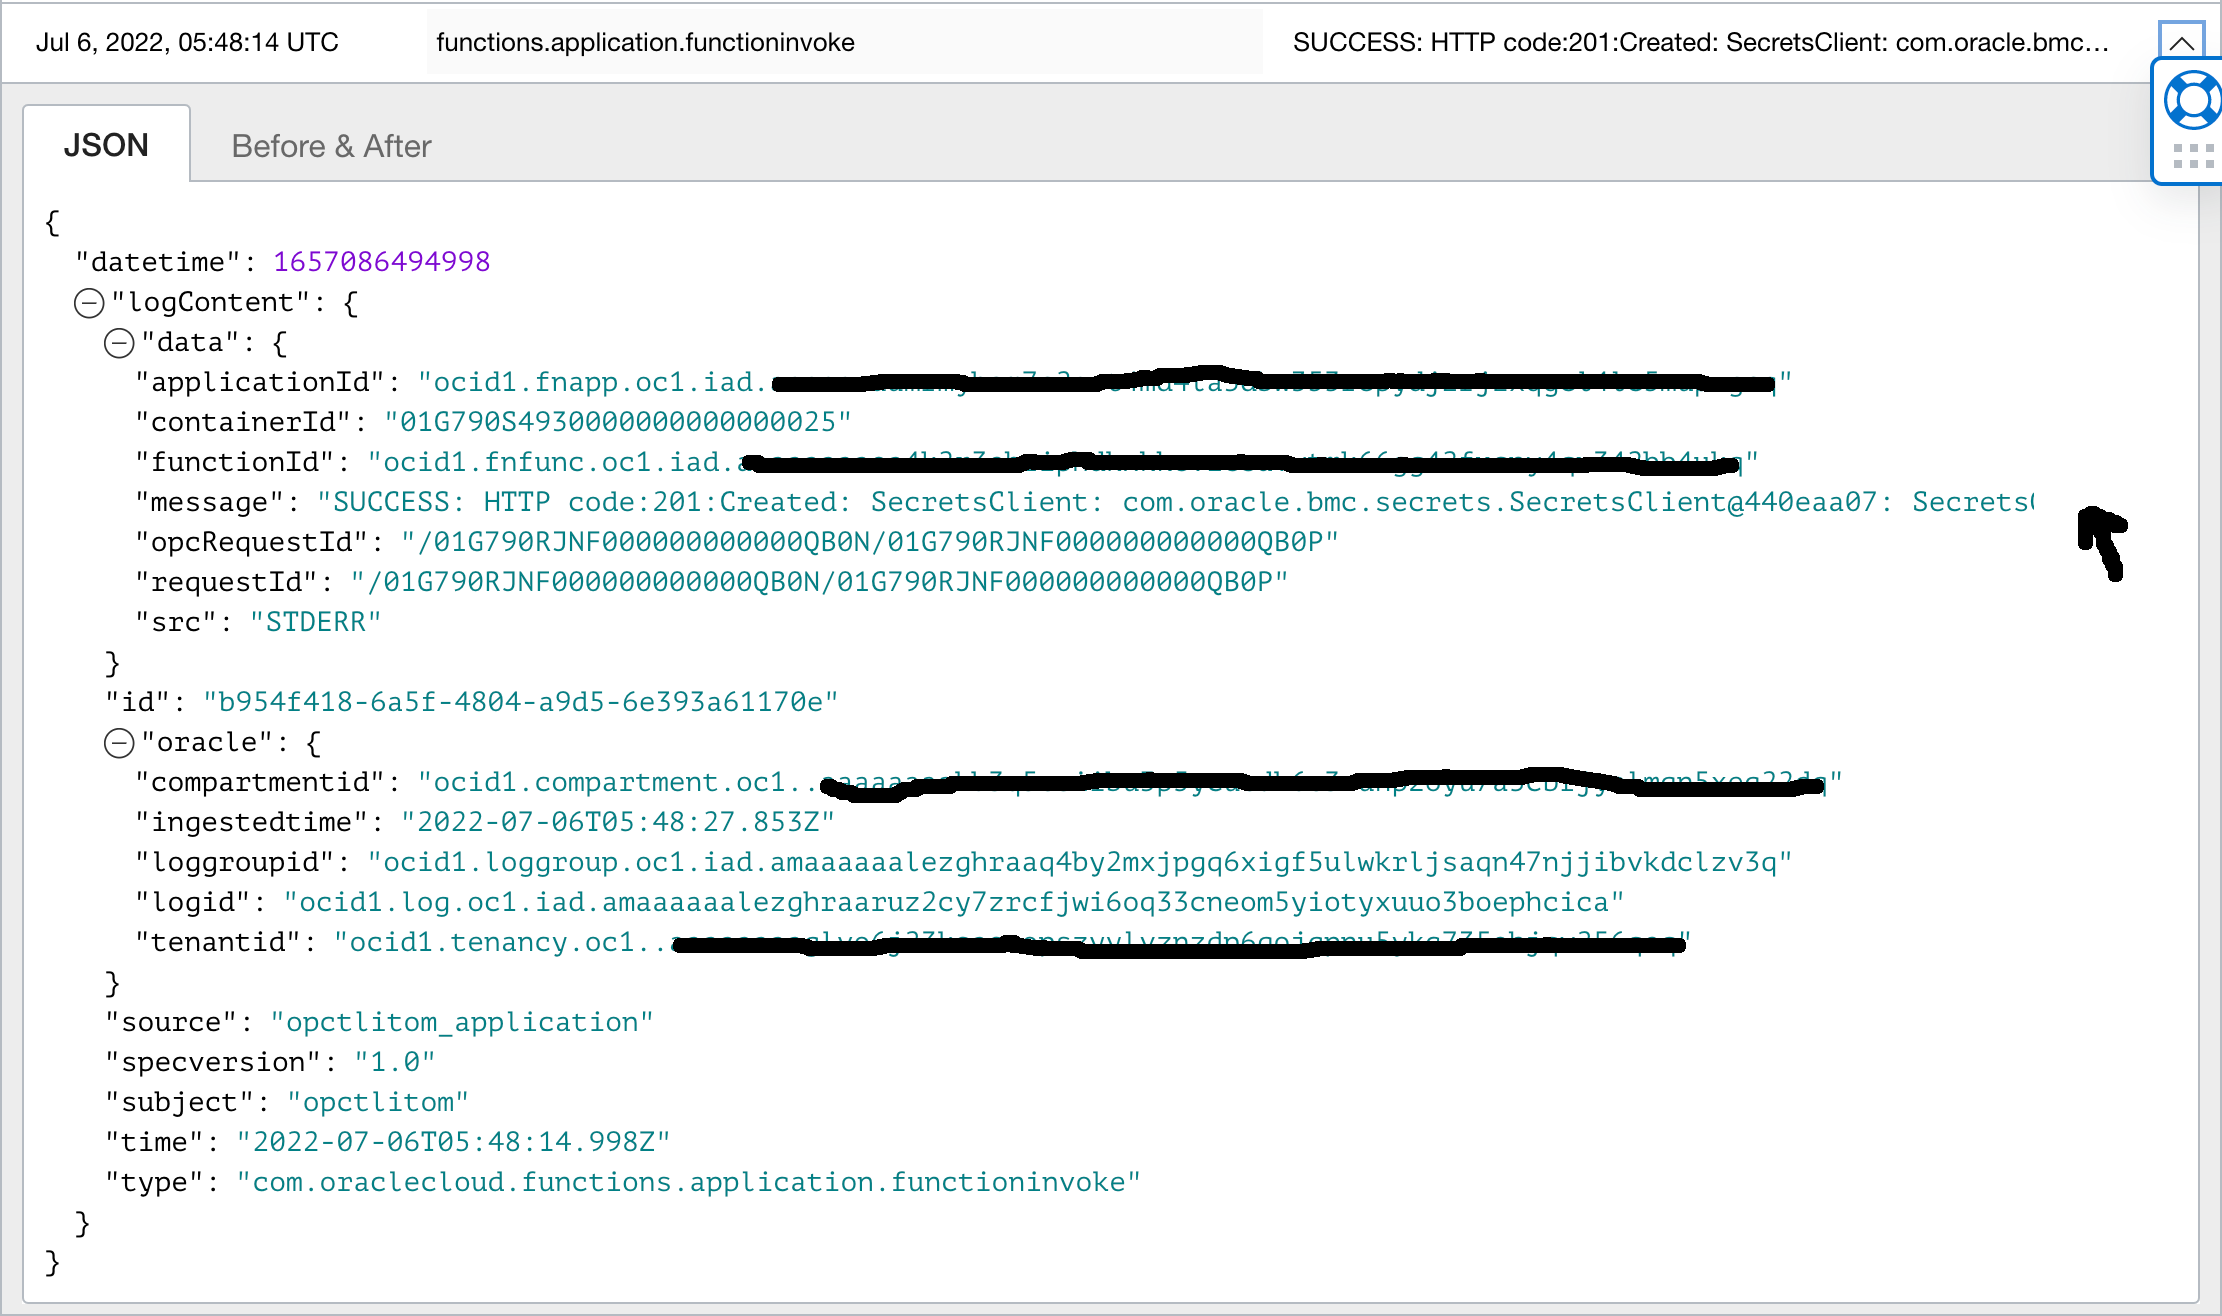 Jul 6, 2022, 05:48:14 UTC functions.application.functioninvoke SUCCESS: HTTP code:201:Created: SecretsClient: com.oracle.bmc...
JSON Before & After
{
"datetime": 1657086494998
"logContent": {
"data": {
"applicationId": "ocid1.fnapp.oc1.iad."
"containerId": "01G790S4930000000000000025"
"functionId": "ocid1.fnfunc.oc1.iad."
"message": "SUCCESS: HTTP code:201:Created: SecretsClient: com.oracle.bmc.secrets.SecretsClient@440eaa07: Secrets
"opcRequestId": "/01G790RJNF000000000000QB0N/01G790RJNF000000000000QB0P"
"requestId": "/01G790RJNF000000000000QB0N/01G790RJNF000000000000QB0P"
"src": "STDERR"
}
"id": "b954f418-6a5f-4804-a9d5-6e393a61170e"
"oracle": {
"compartmentid": "ocid1.compartment.oc1.."
"ingestedtime": "2022-07-06T05:48:27.853Z"
"loggroupid": "ocid1.loggroup.oc1.iad.amaaaaaalezghraaq4by2mxjpgq6xigf5ulwkrljsaqn47njjibvkdclzv3q"
"logid": "ocid1.log.oc1.iad.amaaaaaalezghraaruz2cy7zrcfjwi6oq33cneom5yiotyxuuo3boephcica"
"tenantid": "ocid1.tenancy.oc1.."
}
"source": "opctlitom_application"
"specversion": "1.0"
"subject": "opctlitom"
"time": "2022-07-06T05:48:14.998Z"
"type": "com.oraclecloud.functions.application.functioninvoke"
}
}